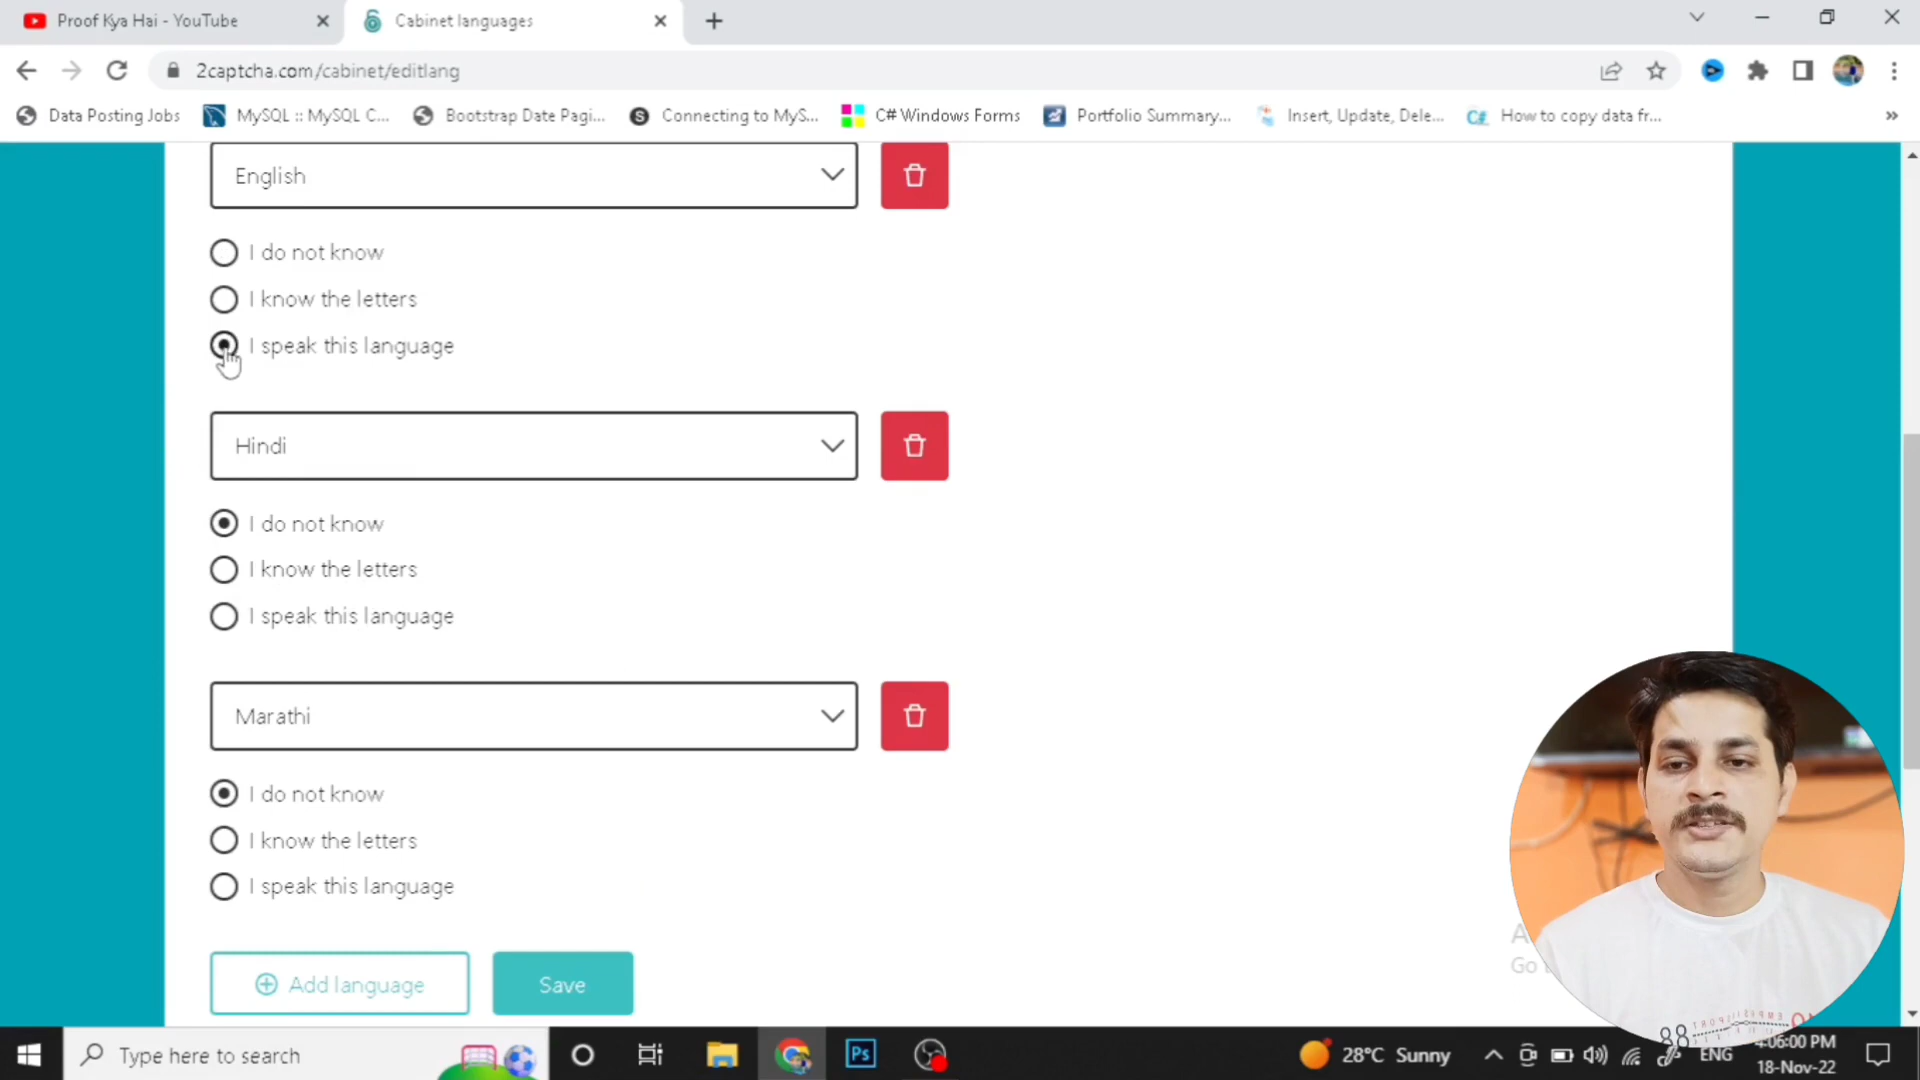 Proof Kya Hai - YouTube
Cabinet languages
2captcha.com/cabinet/editlang
Data Posting Jobs
MySQL :: MySQL C...
Bootstrap Date Pagi...
Connecting to MyS...
C# Windows Forms
Portfolio Summary...
Insert, Update, Dele...
How to copy data fr...
»
English
I do not know
I know the letters
I speak this language
Hindi
I do not know
I know the letters
I speak this language
Marathi
I do not know
I know the letters
I speak this language
Add language
Save
Go
Type here to search
Ps
28°C Sunny
ENG
4:06:00 PM
18-Nov-22